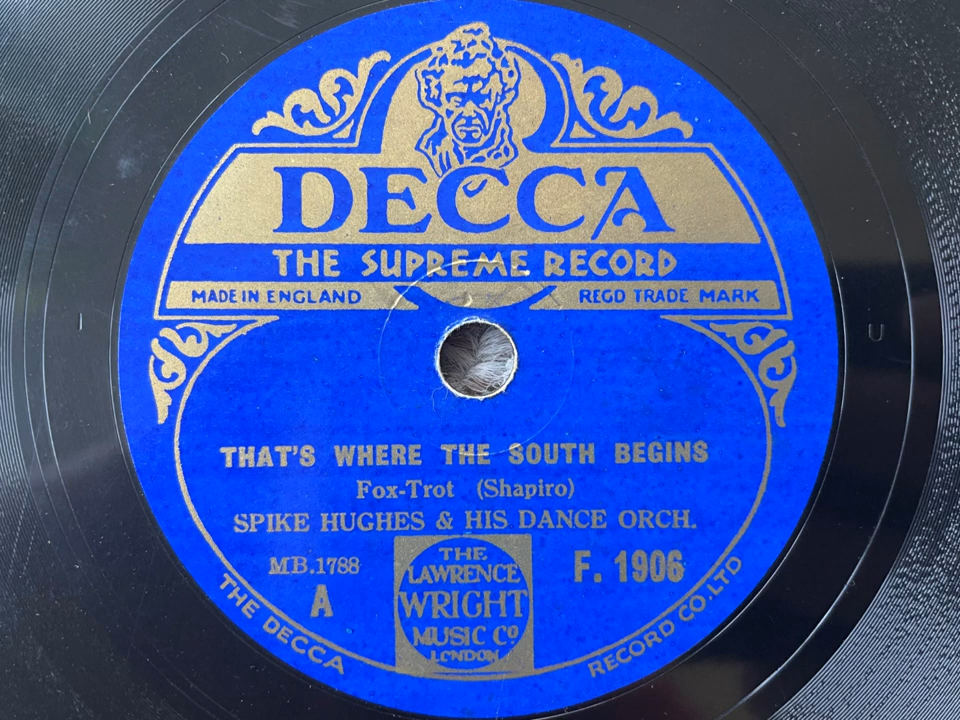 DECCA
THE SUPREME RECORD
MADE IN ENGLAND REGD TRADE MARK
U
THAT'S WHERE THE SOUTH BEGINS
Fox-Trot (Shapiro)
SPIKE HUGHES & HIS DANCE ORCH.
MB.1788 F. 1906
A
THE LAWRENCE
WRIGHT
MUSIC Co
LONDON
THE DECCA RECORD CO. LTD